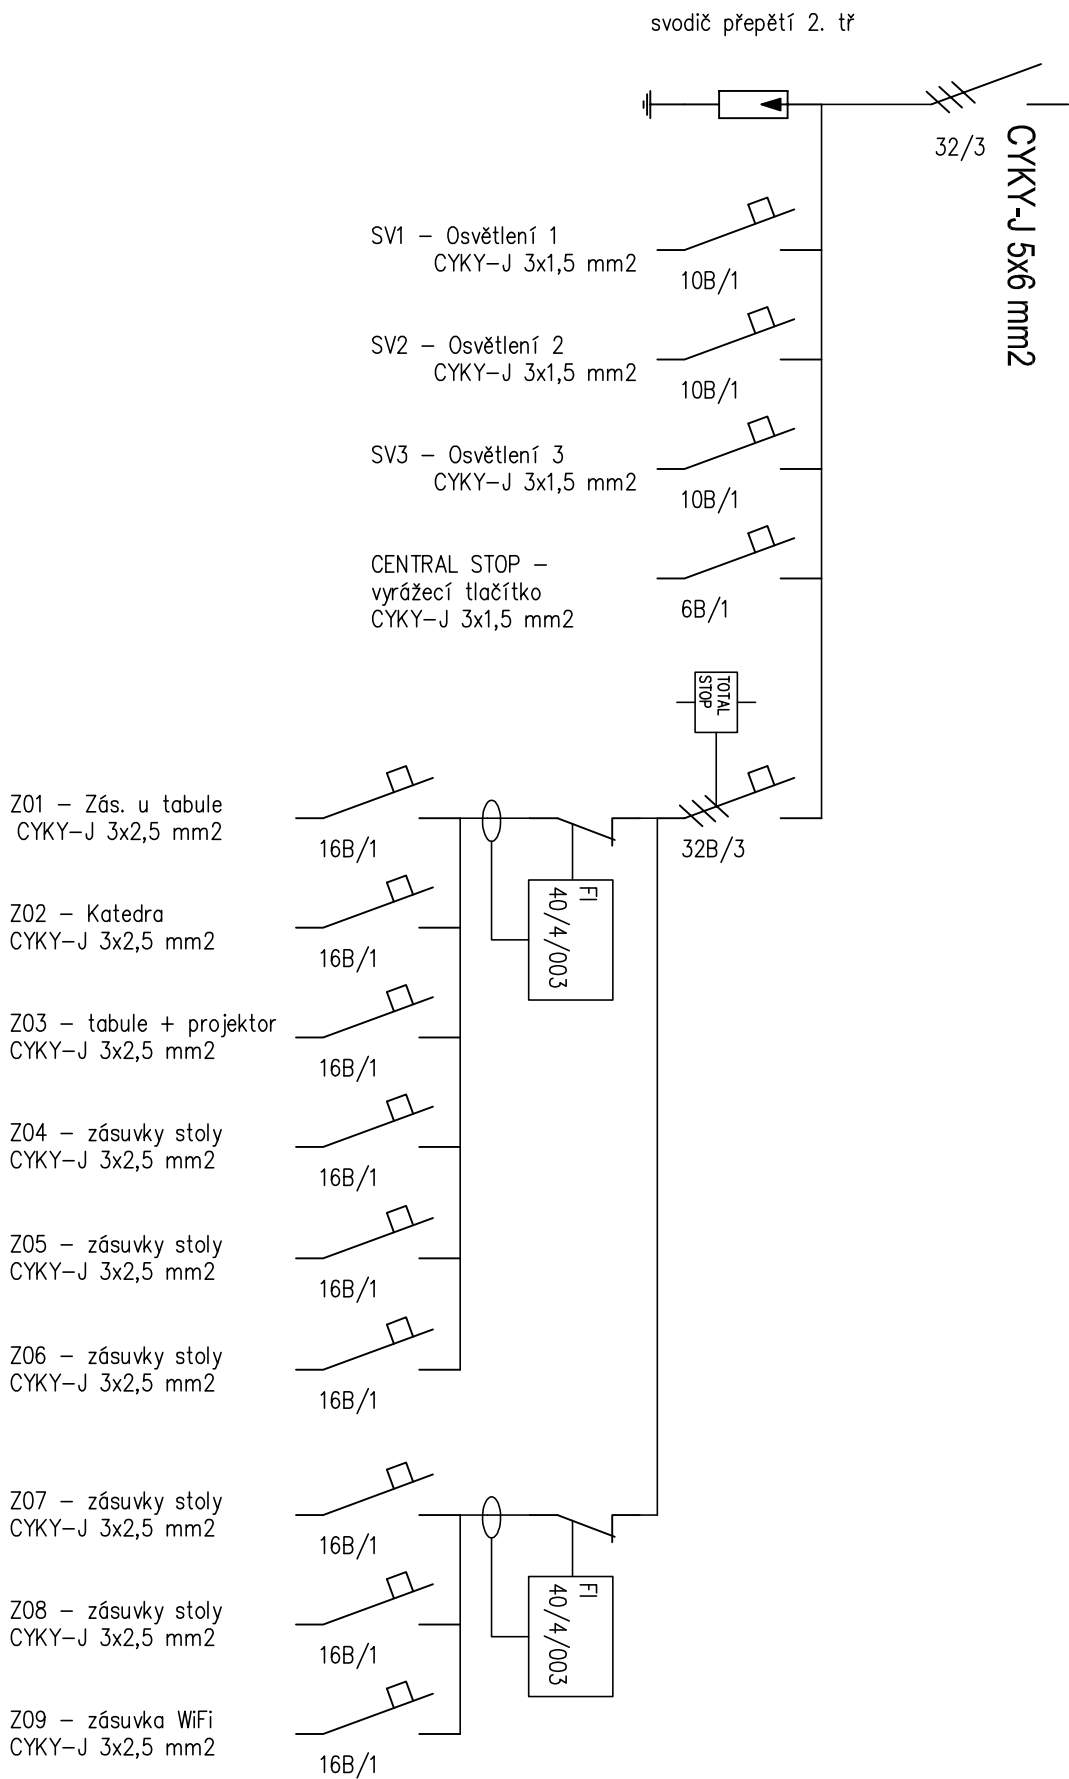 svodič přepětí 2. tř
32/3
CYKY-J 5x6 mm2
SV1 – Osvětlení 1
CYKY–J 3x1,5 mm2
10B/1
SV2 – Osvětlení 2
CYKY–J 3x1,5 mm2
10B/1
SV3 – Osvětlení 3
CYKY–J 3x1,5 mm2
10B/1
CENTRAL STOP –
vyrážecí tlačítko
CYKY–J 3x1,5 mm2
6B/1
TOTAL
STOP
32B/3
Z01 – Zás. u tabule
CYKY–J 3x2,5 mm2
16B/1
FI
40/4/003
Z02 – Katedra
CYKY–J 3x2,5 mm2
16B/1
Z03 – tabule + projektor
CYKY–J 3x2,5 mm2
16B/1
Z04 – zásuvky stoly
CYKY–J 3x2,5 mm2
16B/1
Z05 – zásuvky stoly
CYKY–J 3x2,5 mm2
16B/1
Z06 – zásuvky stoly
CYKY–J 3x2,5 mm2
16B/1
Z07 – zásuvky stoly
CYKY–J 3x2,5 mm2
16B/1
FI
40/4/003
Z08 – zásuvky stoly
CYKY–J 3x2,5 mm2
16B/1
Z09 – zásuvka WiFi
CYKY–J 3x2,5 mm2
16B/1